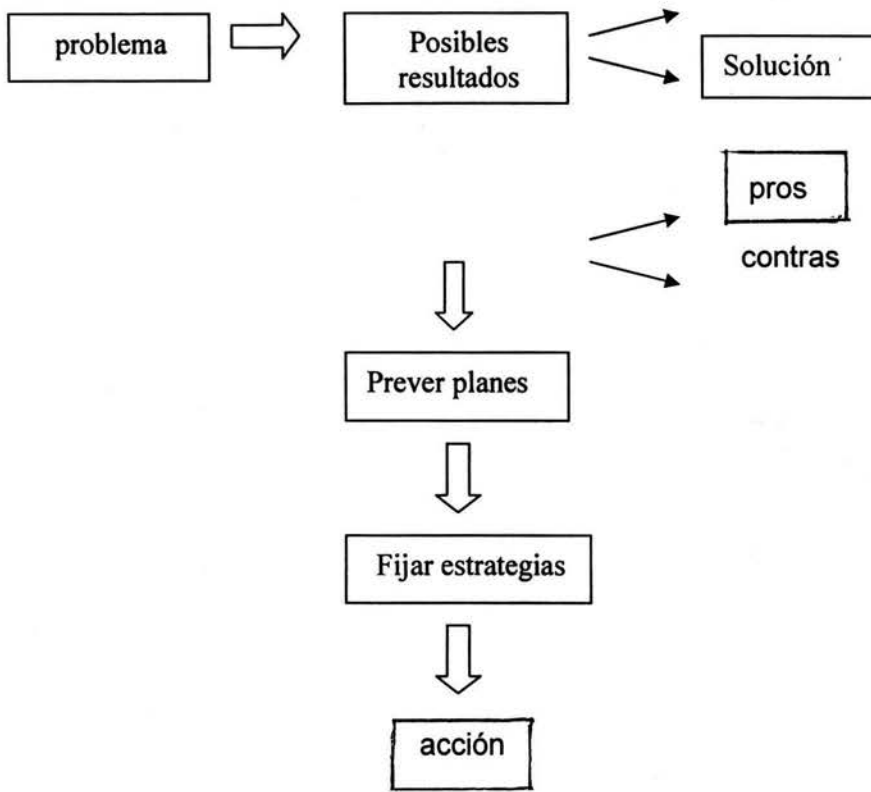 problema
Posibles
resultados
Solución
pros
contras
Prever planes
Fijar estrategias
acción